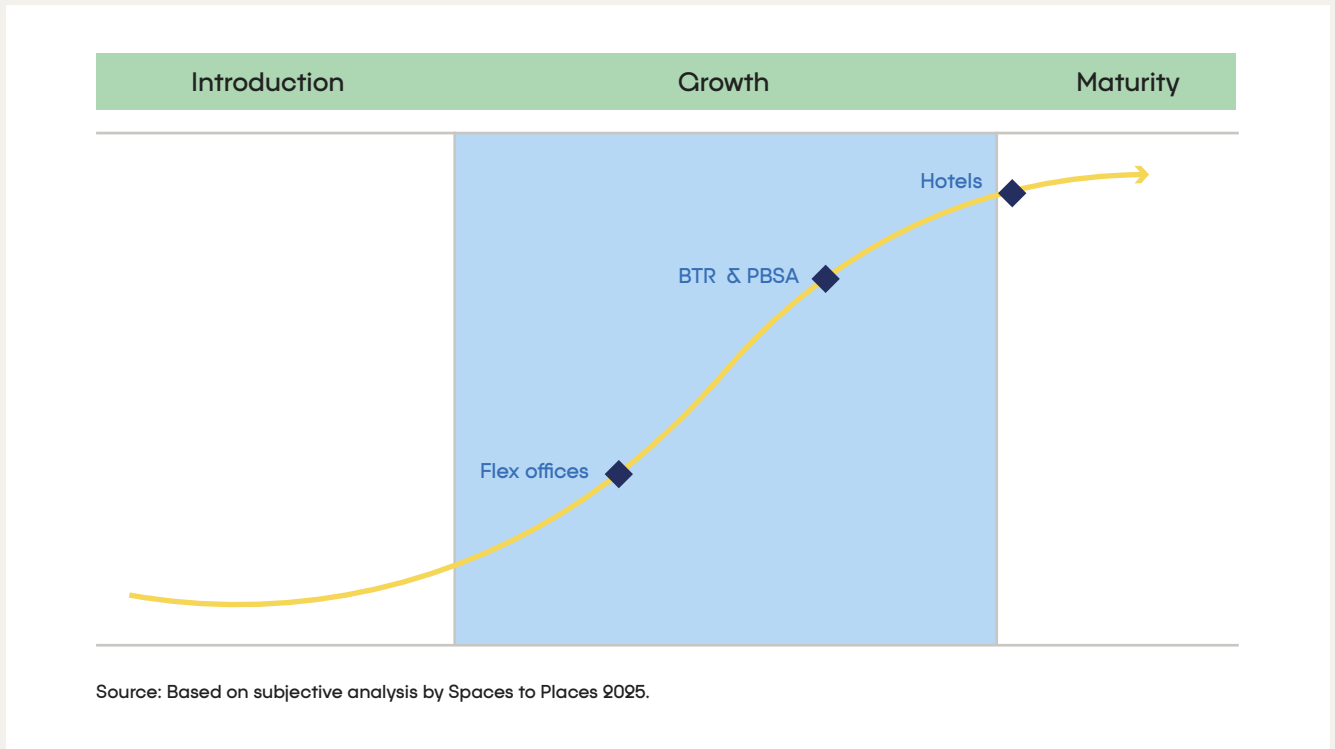 Introduction Growth Maturity
Hotels
BTR & PBSA
Flex offices
Source: Based on subjective analysis by Spaces to Places 2025.